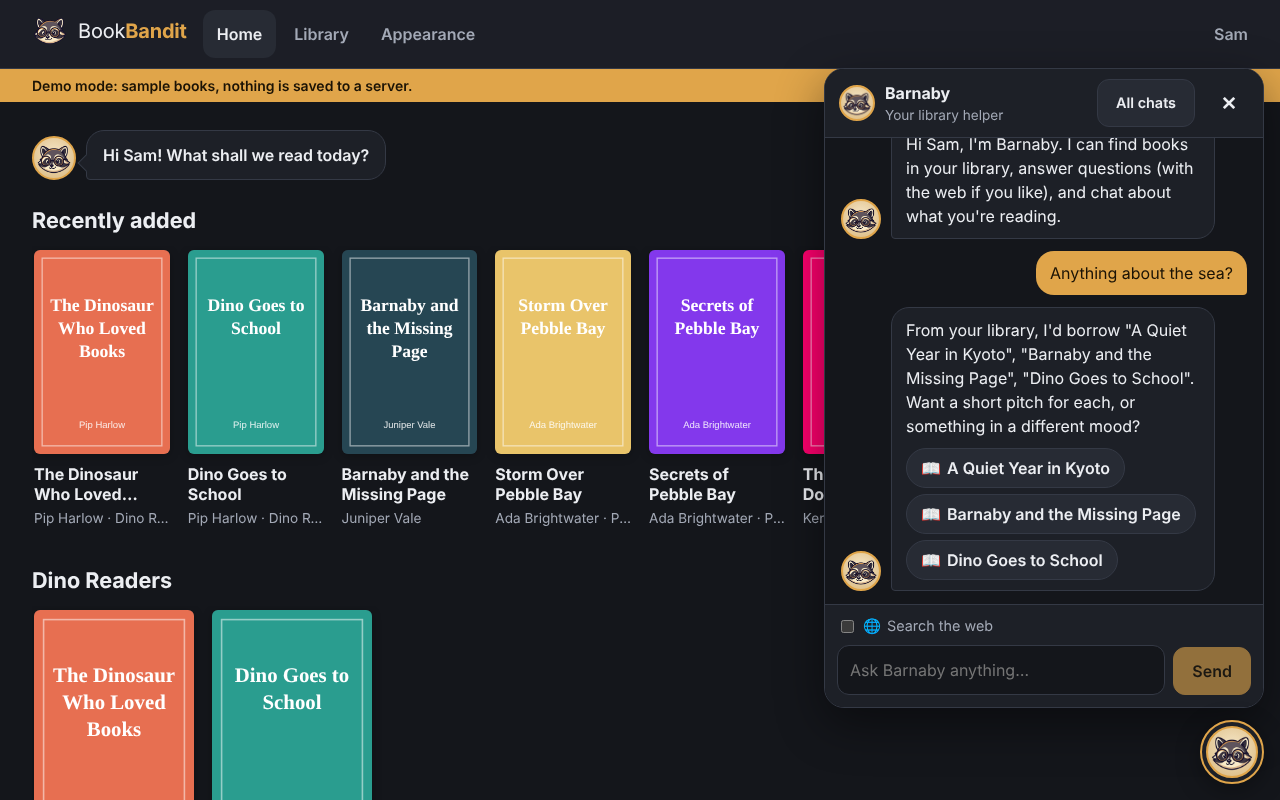 BookBandit
Home
Library
Appearance
Sam
Demo mode: sample books, nothing is saved to a server.
Hi Sam! What shall we read today?
Recently added
The Dinosaur
Who Loved
Books
Pip Harlow
Dino Goes to
School
Pip Harlow
Barnaby and
the Missing
Page
Juniper Vale
Storm Over
Pebble Bay
Ada Brightwater
Secrets of
Pebble Bay
Ada Brightwater
The Dinosaur
Who Loved...
Pip Harlow · Dino R...
Dino Goes to
School
Pip Harlow · Dino R...
Barnaby and the
Missing Page
Juniper Vale
Storm Over
Pebble Bay
Ada Brightwater · P...
Secrets of
Pebble Bay
Ada Brightwater · P...
Dino Readers
The Dinosaur
Who Loved
Books
Dino Goes to
School
Barnaby
Your library helper
All chats
×
Hi Sam, I'm Barnaby. I can find books
in your library, answer questions (with
the web if you like), and chat about
what you're reading.
Anything about the sea?
From your library, I'd borrow "A Quiet
Year in Kyoto", "Barnaby and the
Missing Page", "Dino Goes to School".
Want a short pitch for each, or
something in a different mood?
A Quiet Year in Kyoto
Barnaby and the Missing Page
Dino Goes to School
Search the web
Ask Barnaby anything...
Send